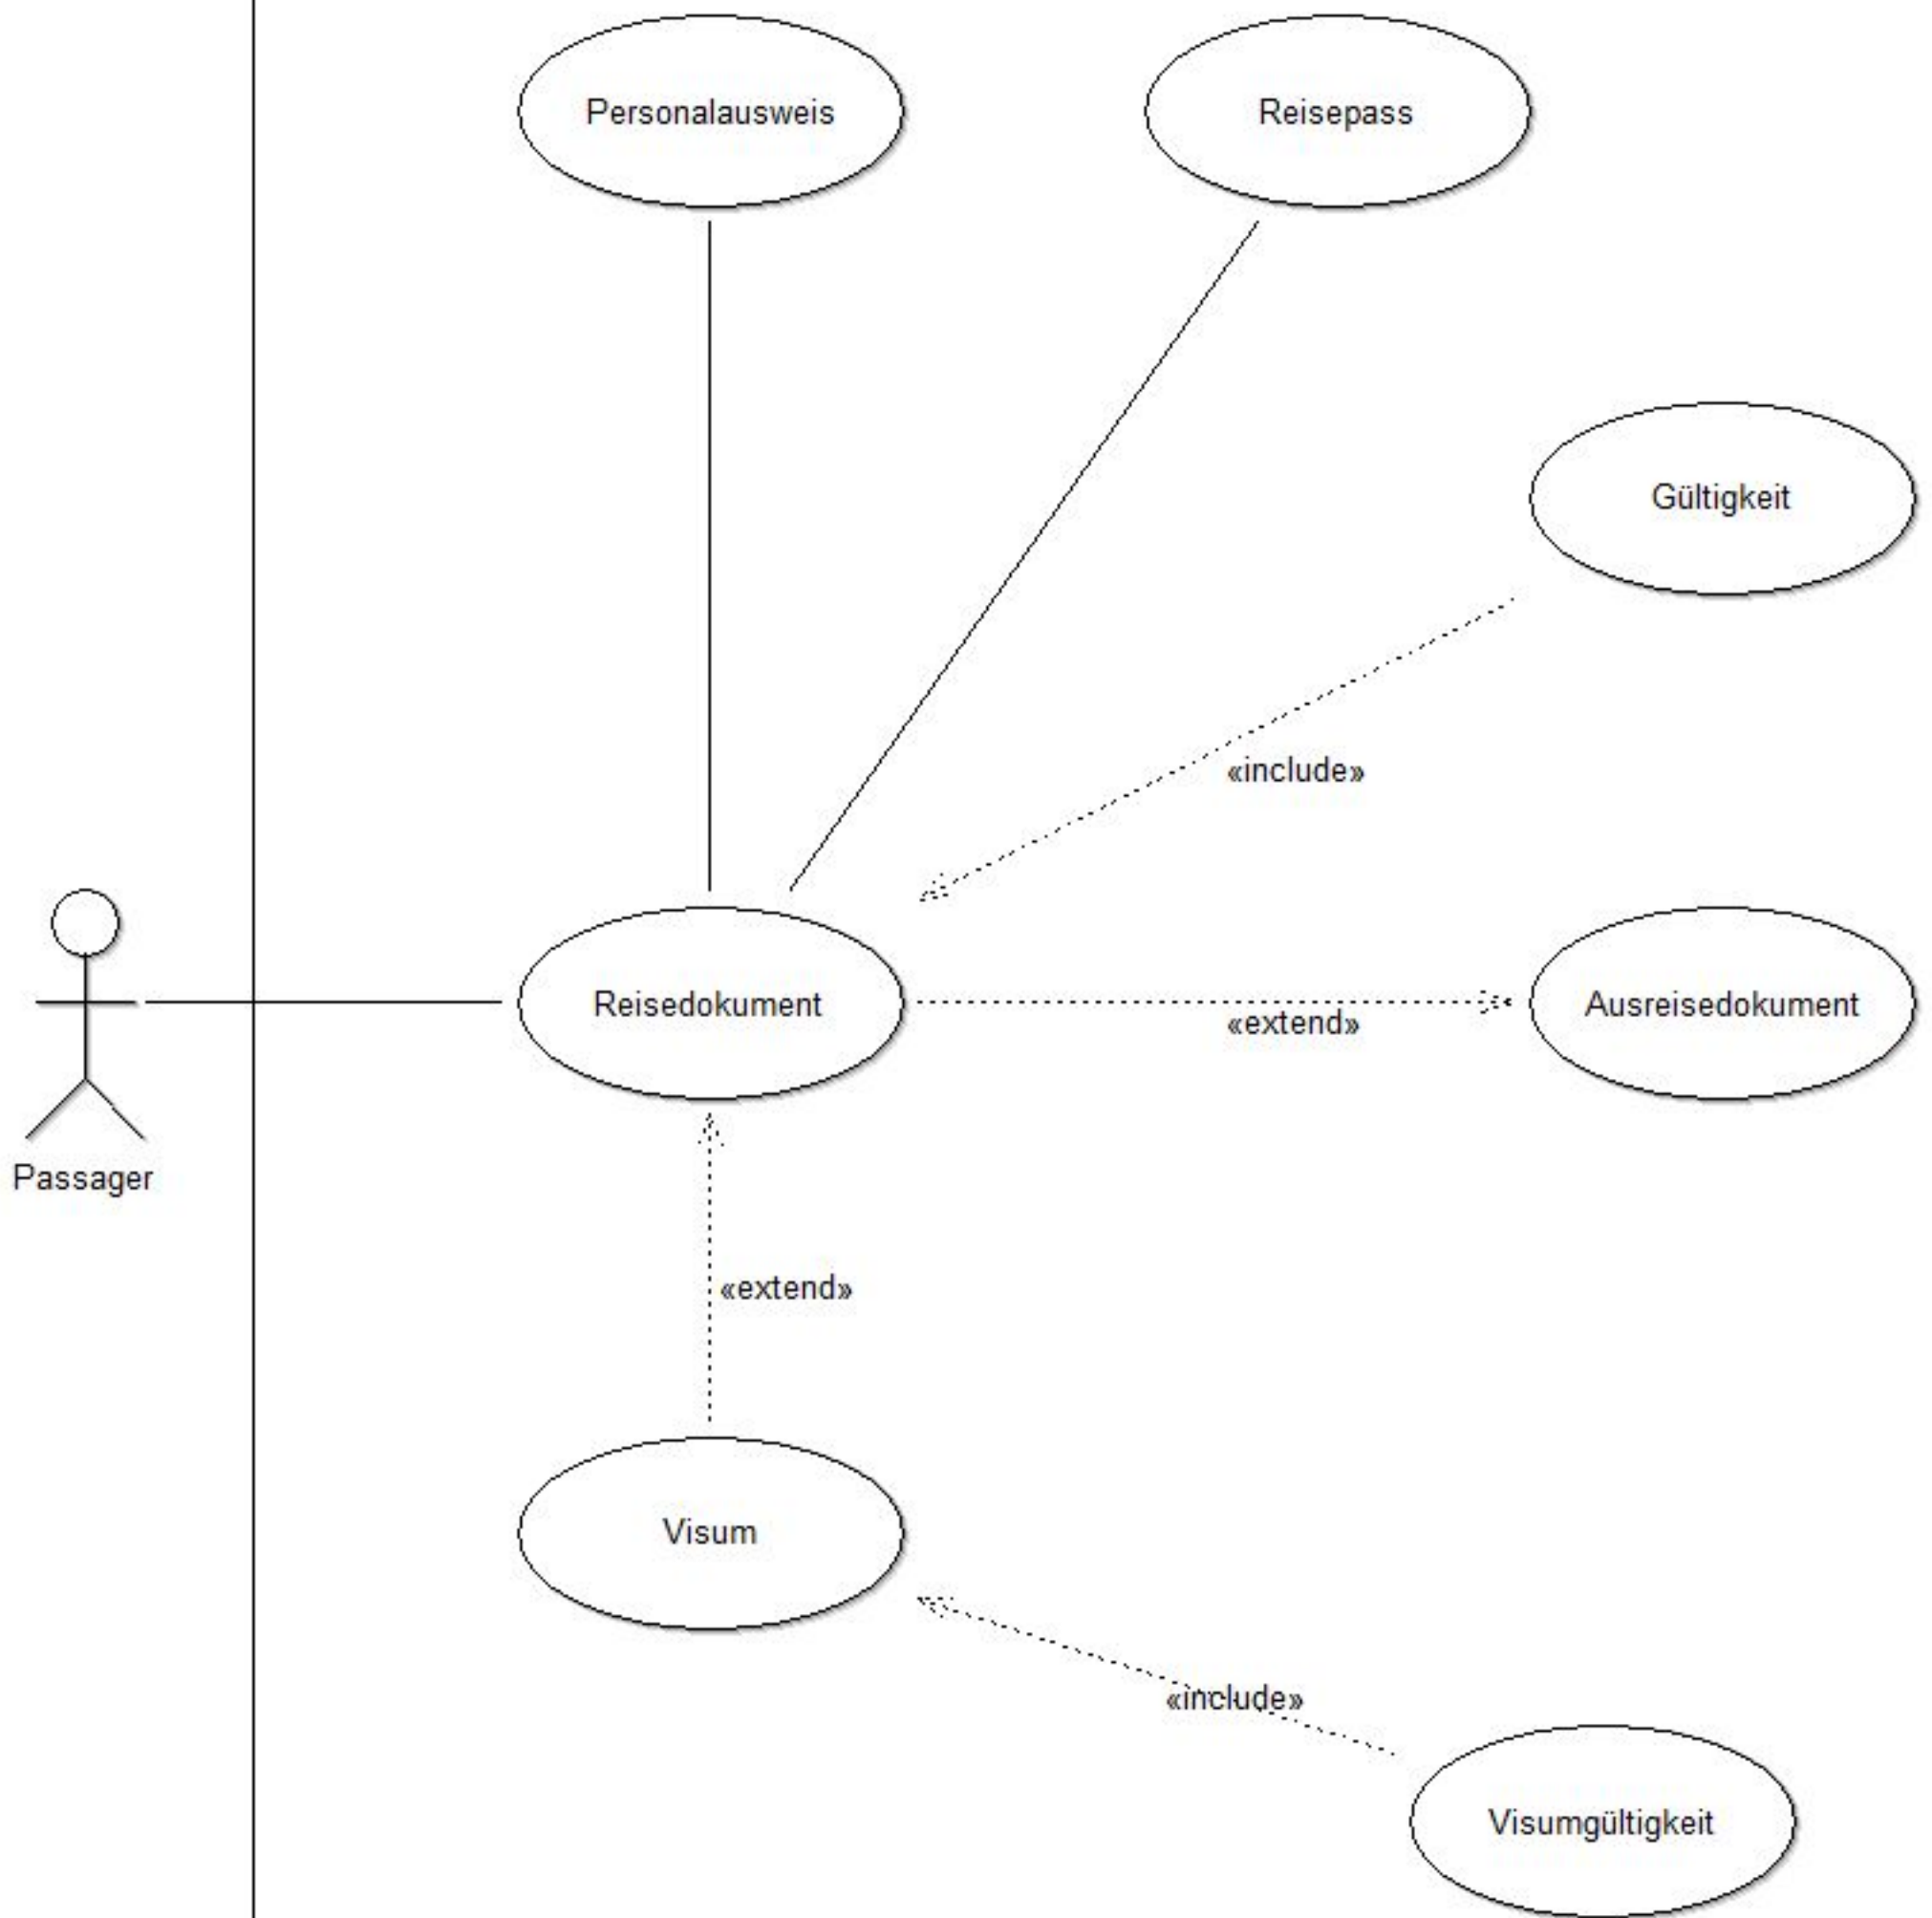 Personalausweis
Reisepass
Gültigkeit
«include»
Reisedokument
«extend»
Ausreisedokument
Passager
«extend»
Visum
«include»
Visumgültigkeit